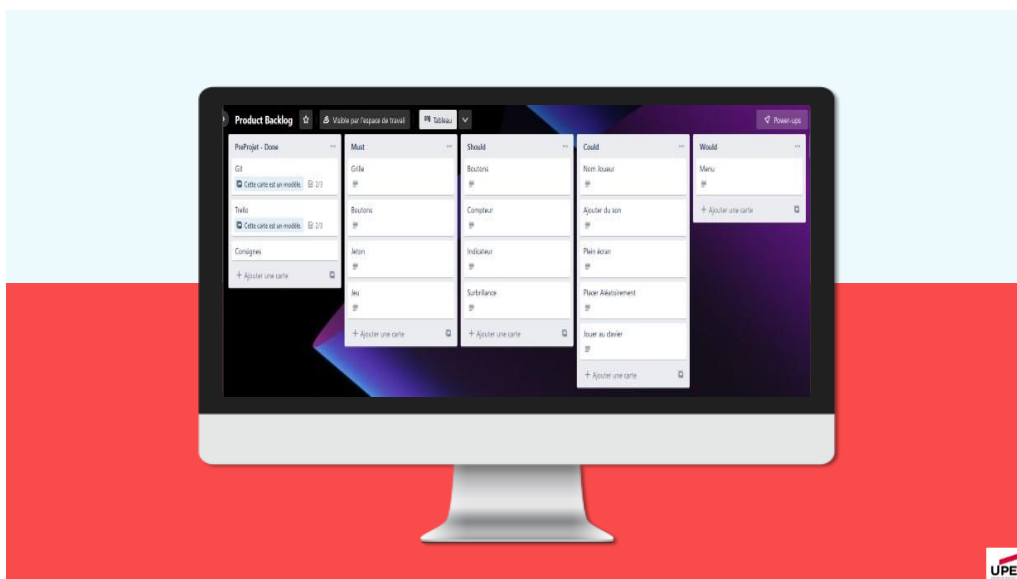 Product Backlog
Visible par l'espace de travail
Tableau
Power-ups
PreProjet - Done
Git
Cette carte est un modèle.
2/3
Trello
Cette carte est un modèle.
2/3
Consignes
+ Ajouter une carte
Must
Grille
Boutons
Jeton
Jeu
+ Ajouter une carte
Should
Boutons
Compteur
Indicateur
Surbrillance
+ Ajouter une carte
Could
Nom Joueur
Ajouter du son
Plein écran
Placer Aléatoirement
Jouer au clavier
+ Ajouter une carte
Would
Menu
+ Ajouter une carte
UPE